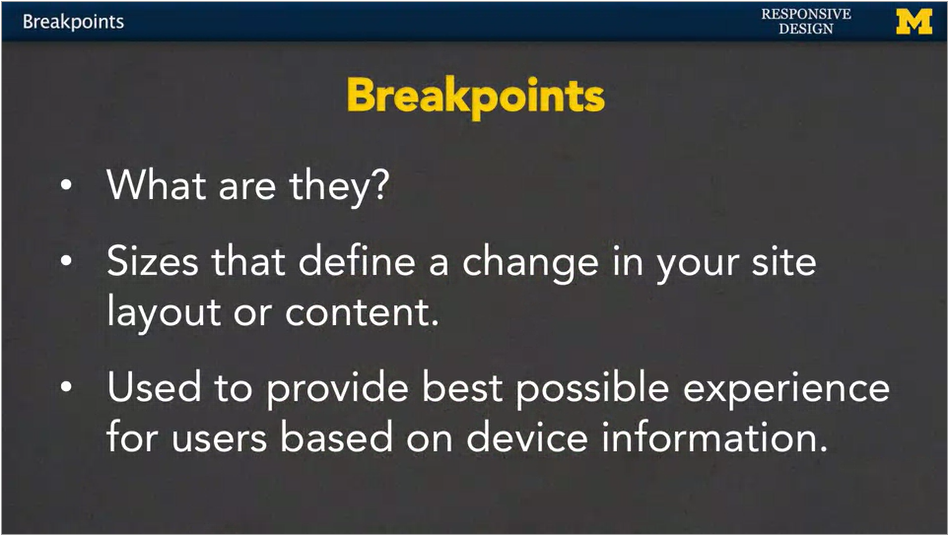 Breakpoints
RESPONSIVE
DESIGN
M
Breakpoints
• What are they?
• Sizes that define a change in your site
layout or content.
• Used to provide best possible experience
for users based on device information.